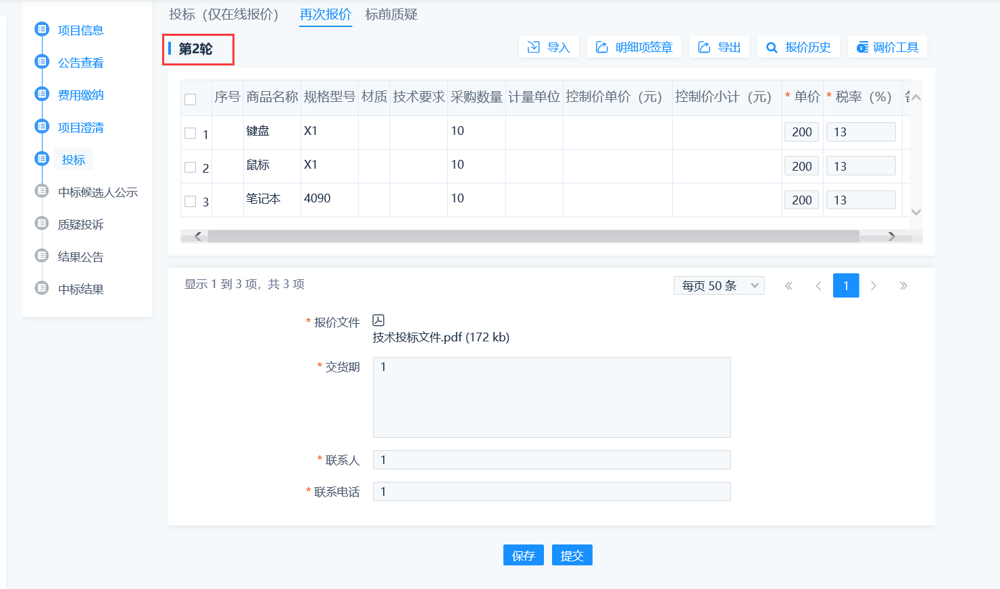 投标（仅在线报价） 再次报价 标前质疑
项目信息
公告查看
费用缴纳
项目澄清
投标
中标候选人公示
质疑投诉
结果公告
中标结果
第2轮
导入 明细项签章 导出 报价历史 调价工具
序号 商品名称 规格型号 材质 技术要求 采购数量 计量单位 控制价单价（元） 控制价小计（元） * 单价 * 税率（%）
1 键盘 X1 10 200 13
2 鼠标 X1 10 200 13
3 笔记本 4090 10 200 13
显示 1 到 3 项，共 3 项 每页 50 条 « < 1 > »
* 报价文件
技术投标文件.pdf (172 kb)
* 交货期 1
* 联系人 1
* 联系电话 1
保存 提交